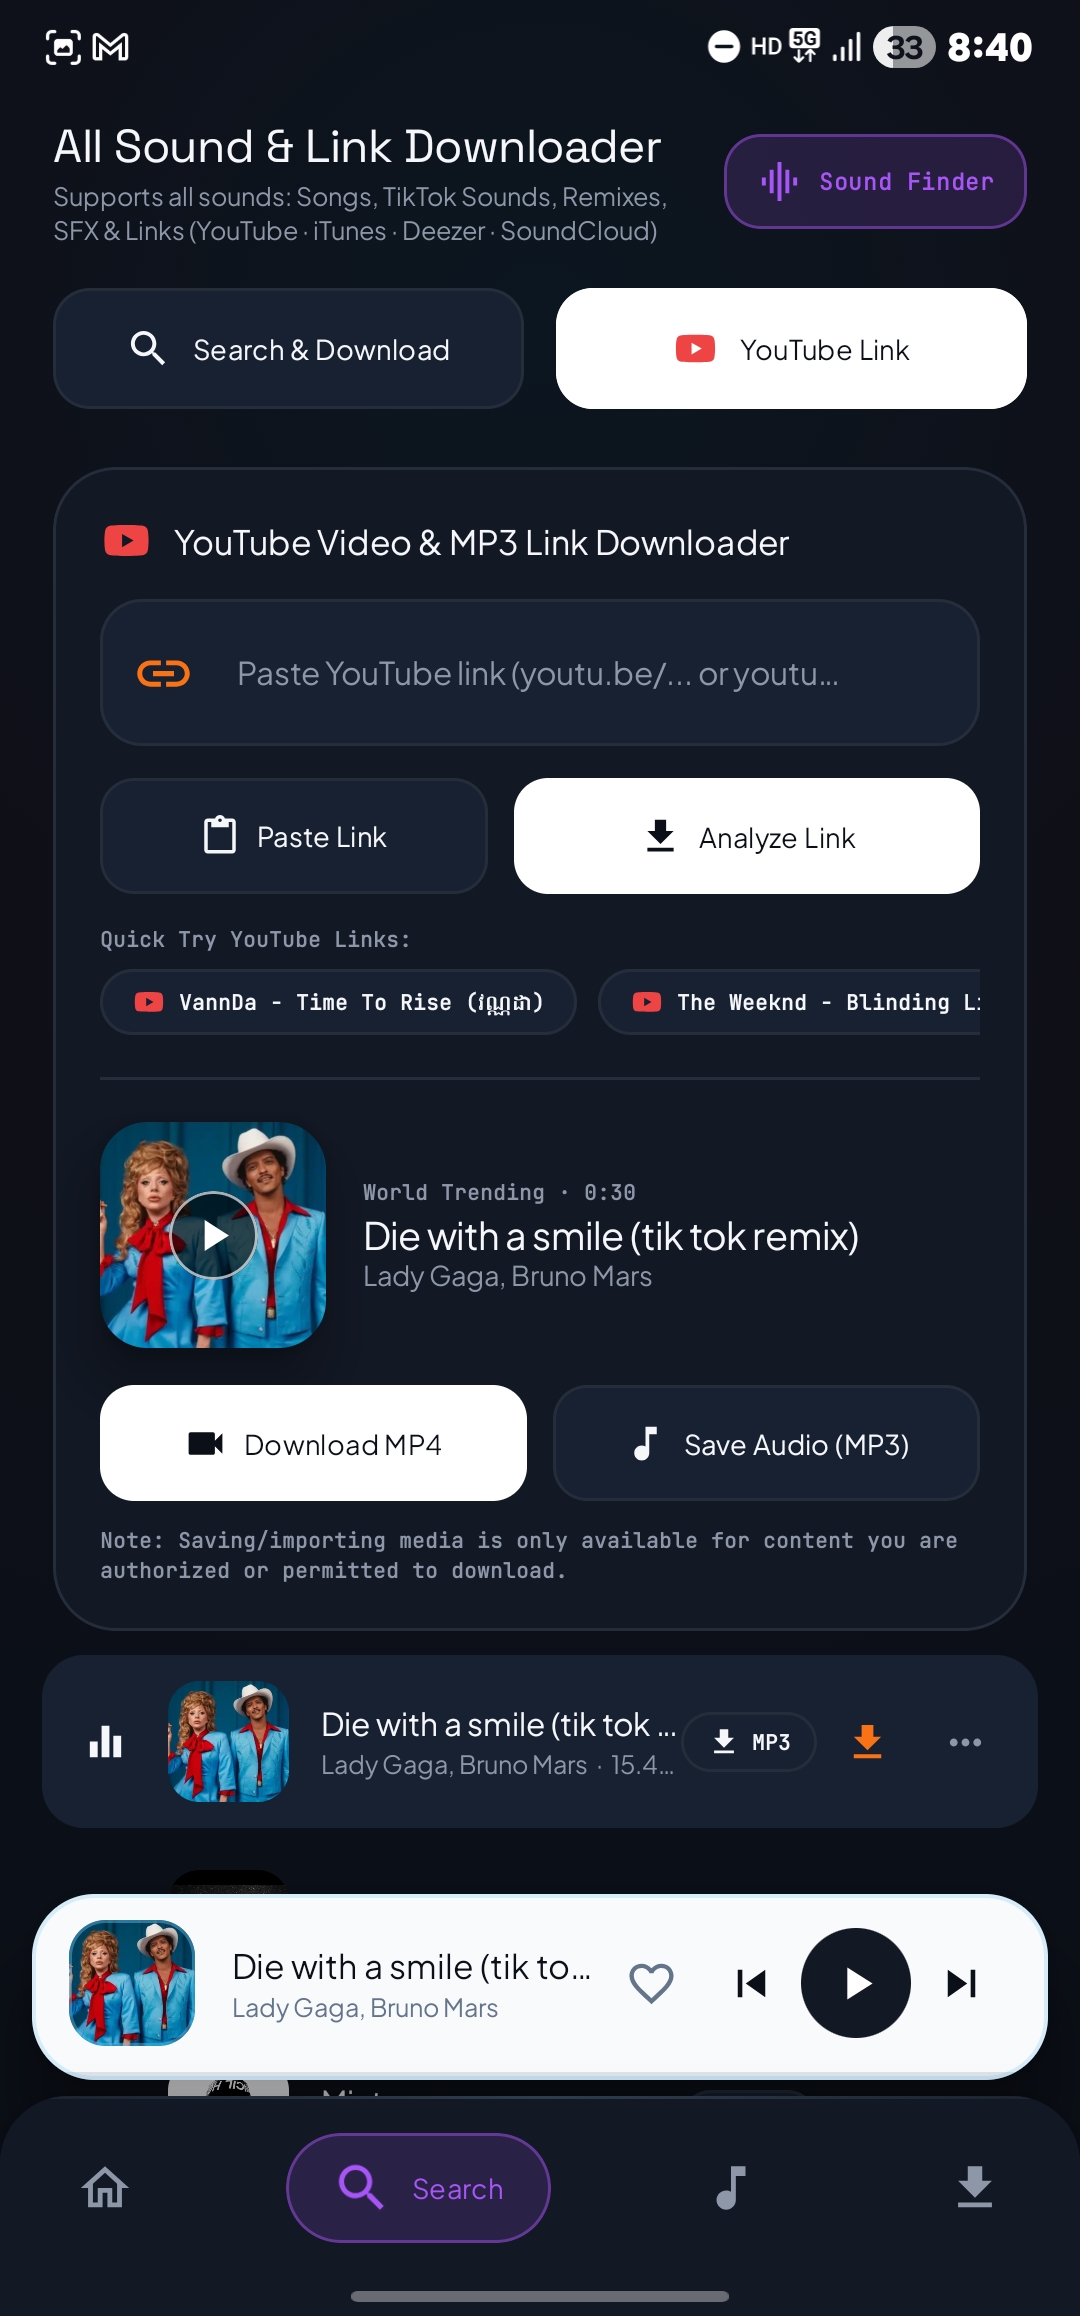 HD 5G 33 8:40
All Sound & Link Downloader
Supports all sounds: Songs, TikTok Sounds, Remixes,
SFX & Links (YouTube · iTunes · Deezer · SoundCloud)
Sound Finder
Search & Download
YouTube Link
YouTube Video & MP3 Link Downloader
Paste YouTube link (youtu.be/... or youtu...
Paste Link
Analyze Link
Quick Try YouTube Links:
VannDa - Time To Rise (វណ្ណដា)
The Weeknd - Blinding Li
World Trending · 0:30
Die with a smile (tik tok remix)
Lady Gaga, Bruno Mars
Download MP4
Save Audio (MP3)
Note: Saving/importing media is only available for content you are
authorized or permitted to download.
Die with a smile (tik tok ...
Lady Gaga, Bruno Mars · 15.4...
MP3
Die with a smile (tik to...
Lady Gaga, Bruno Mars
Search